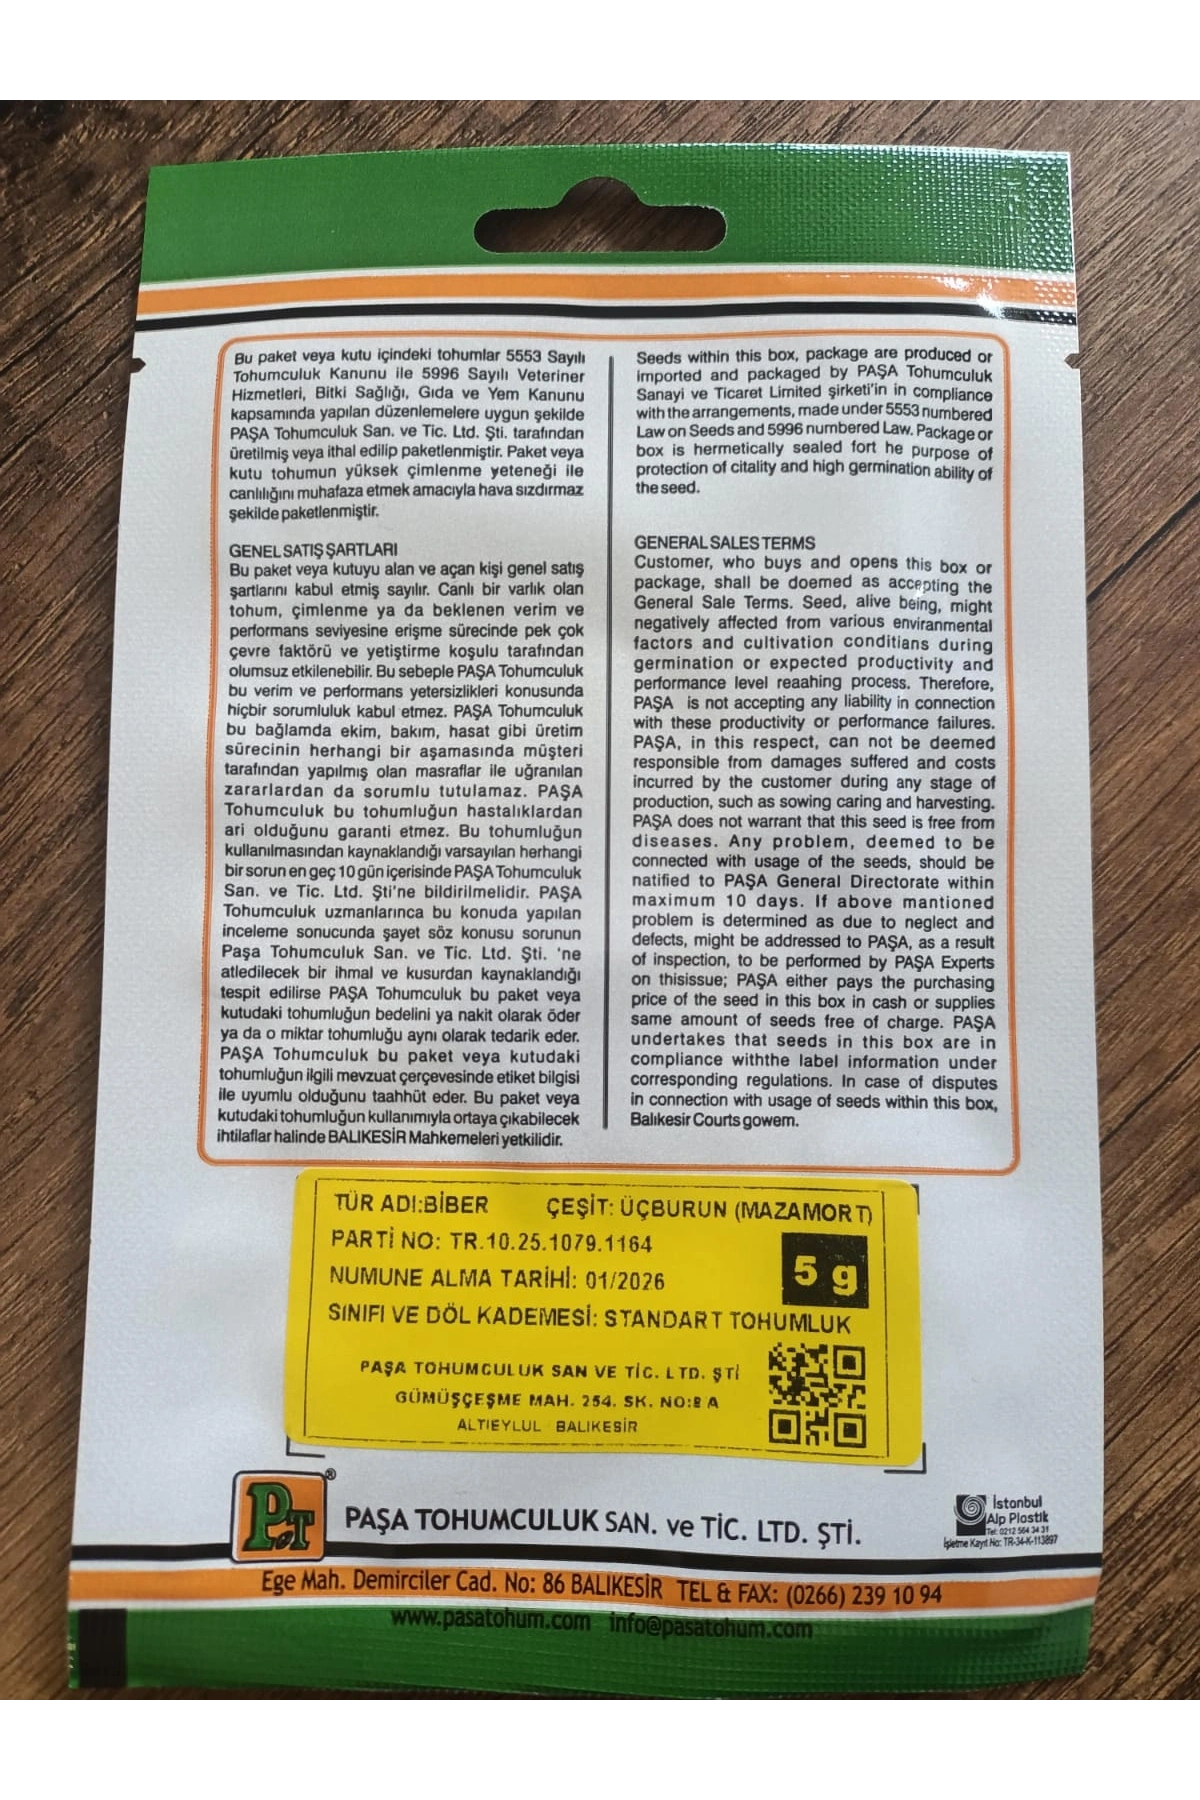 Bu paket veya kutu içindeki tohumlar 5553 Sayılı
Tohumculuk Kanunu ile 5996 Sayılı Veteriner
Hizmetleri, Bitki Sağlığı, Gıda ve Yem Kanunu
kapsamında yapılan düzenlemelere uygun şekilde
PAŞA Tohumculuk San. ve Tic. Ltd. Şti. tarafından
üretilmiş veya ithal edilip paketlenmiştir. Paket veya
kutu tohumun yüksek çimlenme yeteneği ile
canlılığını muhafaza etmek amacıyla hava sızdırmaz
şekilde paketlenmiştir.
GENEL SATIŞ ŞARTLARI
Bu paket veya kutuyu alan ve açan kişi genel satış
şartlarını kabul etmiş sayılır. Canlı bir varlık olan
tohum, çimlenme ya da beklenen verim ve
performans seviyesine erişme sürecinde pek çok
çevre faktörü ve yetiştirme koşulu tarafından
olumsuz etkilenebilir. Bu sebeple PAŞA Tohumculuk
bu verim ve performans yetersizlikleri konusunda
hiçbir sorumluluk kabul etmez. PAŞA Tohumculuk
bu bağlamda ekim, bakım, hasat gibi üretim
sürecinin herhangi bir aşamasında müşteri
tarafından yapılmış olan masraflar ile uğranılan
zararlardan da sorumlu tutulamaz. PAŞA
Tohumculuk bu tohumluğun hastalıklardan
ari olduğunu garanti etmez. Bu tohumluğun
kullanılmasından kaynaklandığı varsayılan herhangi
bir sorun en geç 10 gün içerisinde PAŞA Tohumculuk
San. ve Tic. Ltd. Şti'ne bildirilmelidir. PAŞA
Tohumculuk uzmanlarınca bu konuda yapılan
inceleme sonucunda şayet söz konusu sorunun
Paşa Tohumculuk San. ve Tic. Ltd. Şti. 'ne
atledilecek bir ihmal ve kusurdan kaynaklandığı
tespit edilirse PAŞA Tohumculuk bu paket veya
kutudaki tohumluğun bedelini ya nakit olarak öder
ya da o miktar tohumluğu aynı olarak tedarik eder.
PAŞA Tohumculuk bu paket veya kutudaki
tohumluğun ilgili mevzuat çerçevesinde etiket bilgisi
ile uyumlu olduğunu taahhüt eder. Bu paket veya
kutudaki tohumluğun kullanımıyla ortaya çıkabilecek
ihtilaflar halinde BALIKESİR Mahkemeleri yetkilidir.
Seeds within this box, package are produced or
imported and packaged by PAŞA Tohumculuk
Sanayi ve Ticaret Limited şirketi'in in compliance
with the arrangements, made under 5553 numbered
Law on Seeds and 5996 numbered Law. Package or
box is hermetically sealed fort he purpose of
protection of citality and high germination ability of
the seed.
GENERAL SALES TERMS
Customer, who buys and opens this box or
package, shall be deemed as accepting the
General Sale Terms. Seed, alive being, might
negatively affected from various enviranmental
factors and cultivation conditians during
germination or expected productivity and
performance level reaahing process. Therefore,
PAŞA is not accepting any liability in connection
with these productivity or performance failures.
PAŞA, in this respect, can not be deemed
responsible from damages suffered and costs
incurred by the customer during any stage of
production, such as sowing caring and harvesting.
PAŞA does not warrant that this seed is free from
diseases. Any problem, deemed to be
connected with usage of the seeds, should be
natified to PAŞA General Directorate within
maximum 10 days. If above mantioned
problem is determined as due to neglect and
defects, might be addressed to PAŞA, as a result
of inspection, to be performed by PAŞA Experts
on thisissue; PAŞA either pays the purchasing
price of the seed in this box in cash or supplies
same amount of seeds free of charge. PAŞA
undertakes that seeds in this box are in
compliance withthe label information under
corresponding regulations. In case of disputes
in connection with usage of seeds within this box,
Balıkesir Courts gowem.
TÜR ADI:BİBER ÇEŞİT: ÜÇBURUN (MAZAMORT)
PARTİ NO: TR.10.25.1079.1164
NUMUNE ALMA TARİHİ: 01/2026
5 g
SINIFI VE DÖL KADEMESİ: STANDART TOHUMLUK
PAŞA TOHUMCULUK SAN VE TİC. LTD. ŞTİ
GÜMÜŞÇEŞME MAH. 254. SK. NO:8 A
ALTIEYLUL BALIKESİR
PT ®
PAŞA TOHUMCULUK SAN. ve TİC. LTD. ŞTİ.
İstanbul
Alp Plastik
Tel: 0212 564 34 31
İşletme Kayıt No: TR-34-K-113897
Ege Mah. Demirciler Cad. No: 86 BALIKESİR TEL & FAX: (0266) 239 10 94
www.pasatohum.com info@pasatohum.com